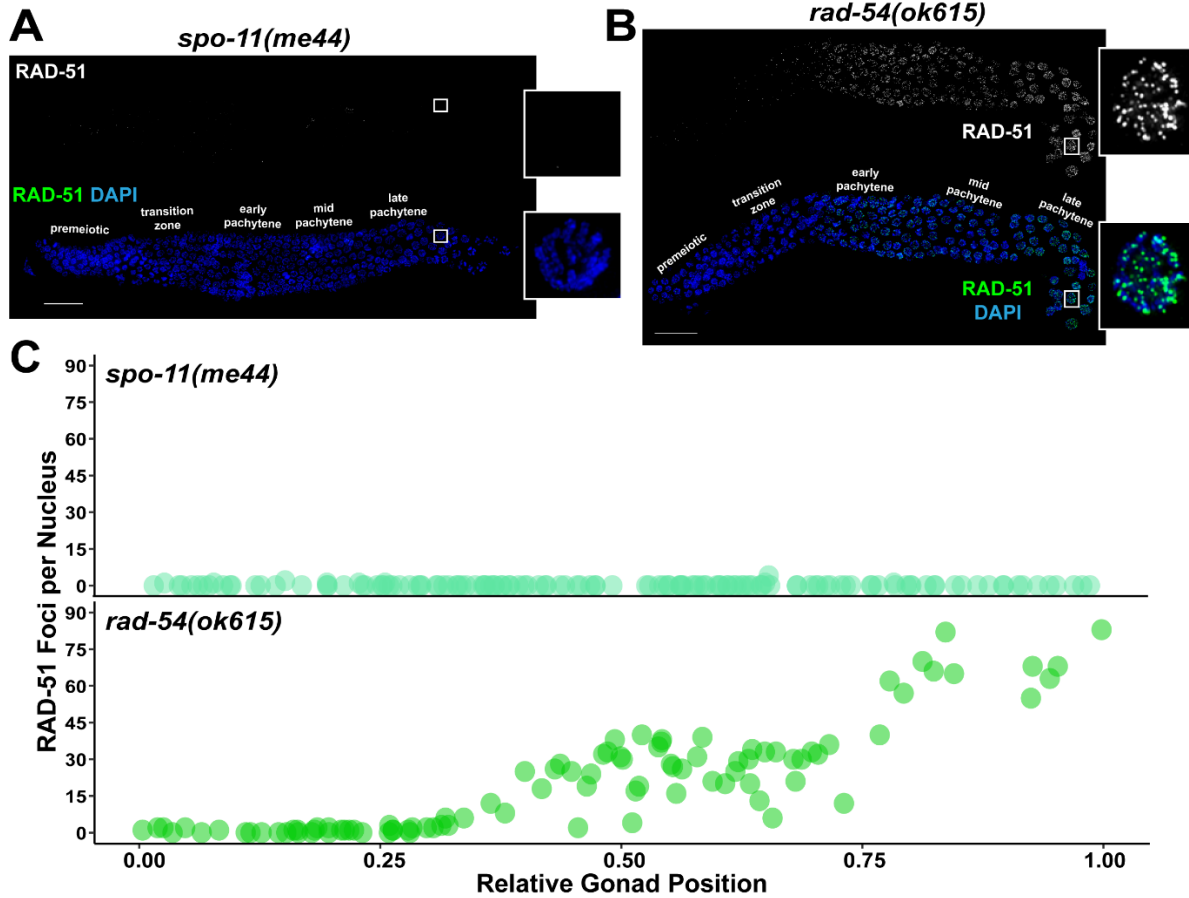 A
spo-11(me44)
RAD-51
RAD-51 DAPI
premeiotic
transition
zone
early
pachytene
mid
pachytene
late
pachytene
B
rad-54(ok615)
RAD-51
premeiotic
transition
zone
early
pachytene
mid
pachytene
late
pachytene
RAD-51
DAPI
C
RAD-51 Foci per Nucleus
spo-11(me44)
90
75
60
45
30
15
0
rad-54(ok615)
90
75
60
45
30
15
0
0.00 0.25 0.50 0.75 1.00
Relative Gonad Position